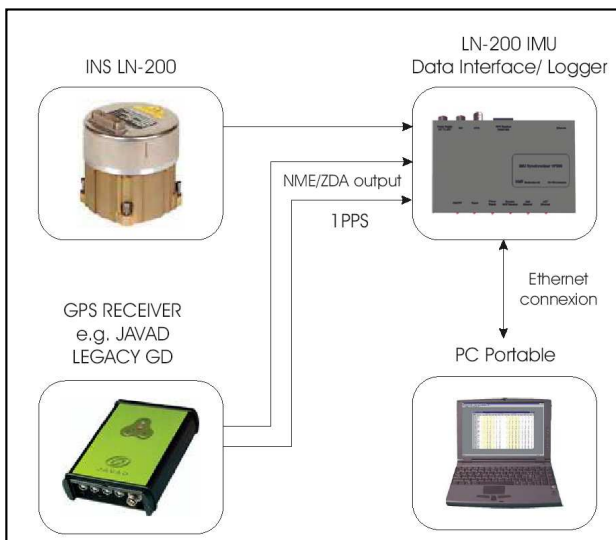 INS LN-200
LN-200 IMU
Data Interface/ Logger
NME/ZDA output
1PPS
Ethernet
connexion
GPS RECEIVER
e.g. JAVAD
LEGACY GD
JAVAD
PC Portable